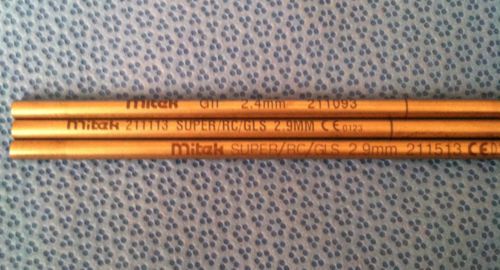 mitek GII 2.4mm 211093
mitek 211113 SUPER/RC/GLS 2.9MM CE 0123
mitek SUPER/RC/GLS 2.9mm 211513 CE